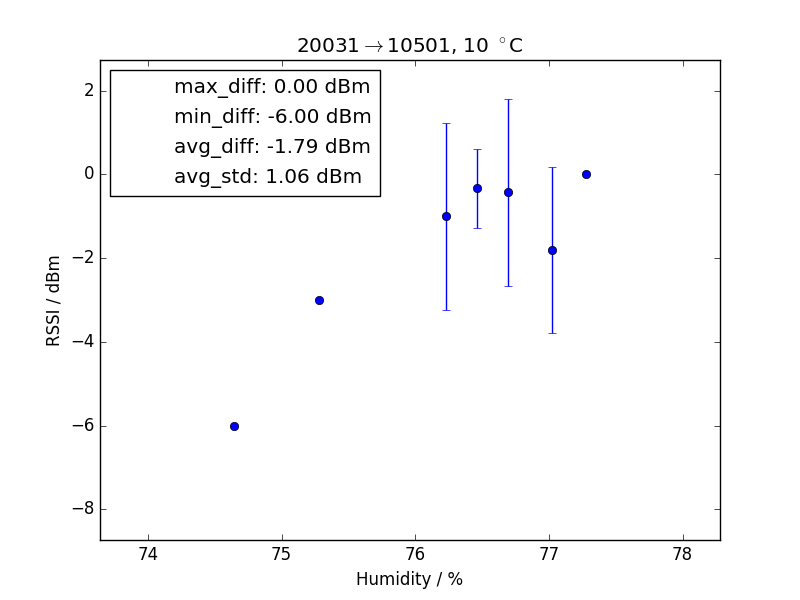 20031→10501, 10 °C
max_diff: 0.00 dBm
min_diff: -6.00 dBm
avg_diff: -1.79 dBm
avg_std: 1.06 dBm
2
0
−2
−4
−6
−8
RSSI / dBm
74 75 76 77 78
Humidity / %